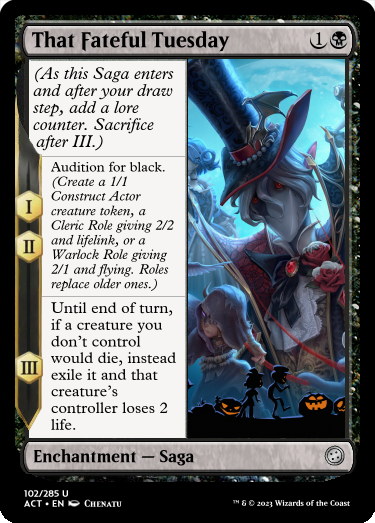 That Fateful Tuesday 1
(As this Saga enters
and after your draw
step, add a lore
counter. Sacrifice
after III.)
I
II
Audition for black.
(Create a 1/1
Construct Actor
creature token, a
Cleric Role giving 2/2
and lifelink, or a
Warlock Role giving
2/1 and flying. Roles
replace older ones.)
III
Until end of turn,
if a creature you
don't control
would die, instead
exile it and that
creature's
controller loses 2
life.
Enchantment — Saga
102/285 U
ACT • EN Chenatu
™ & © 2023 Wizards of the Coast